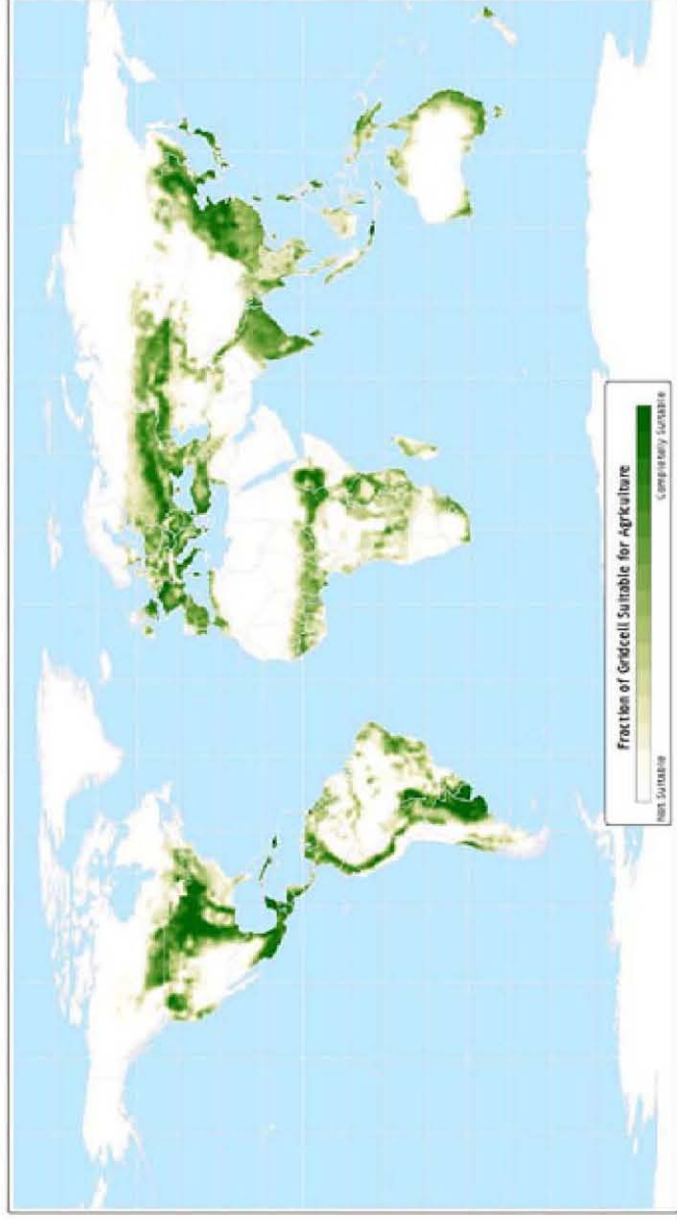 Fraction of Gridcell Suitable for Agriculture
Not Suitable
Completely Suitable